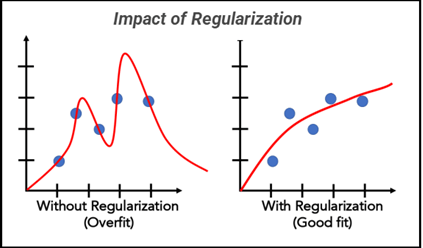 Impact of Regularization
Without Regularization
(Overfit)
With Regularization
(Good fit)